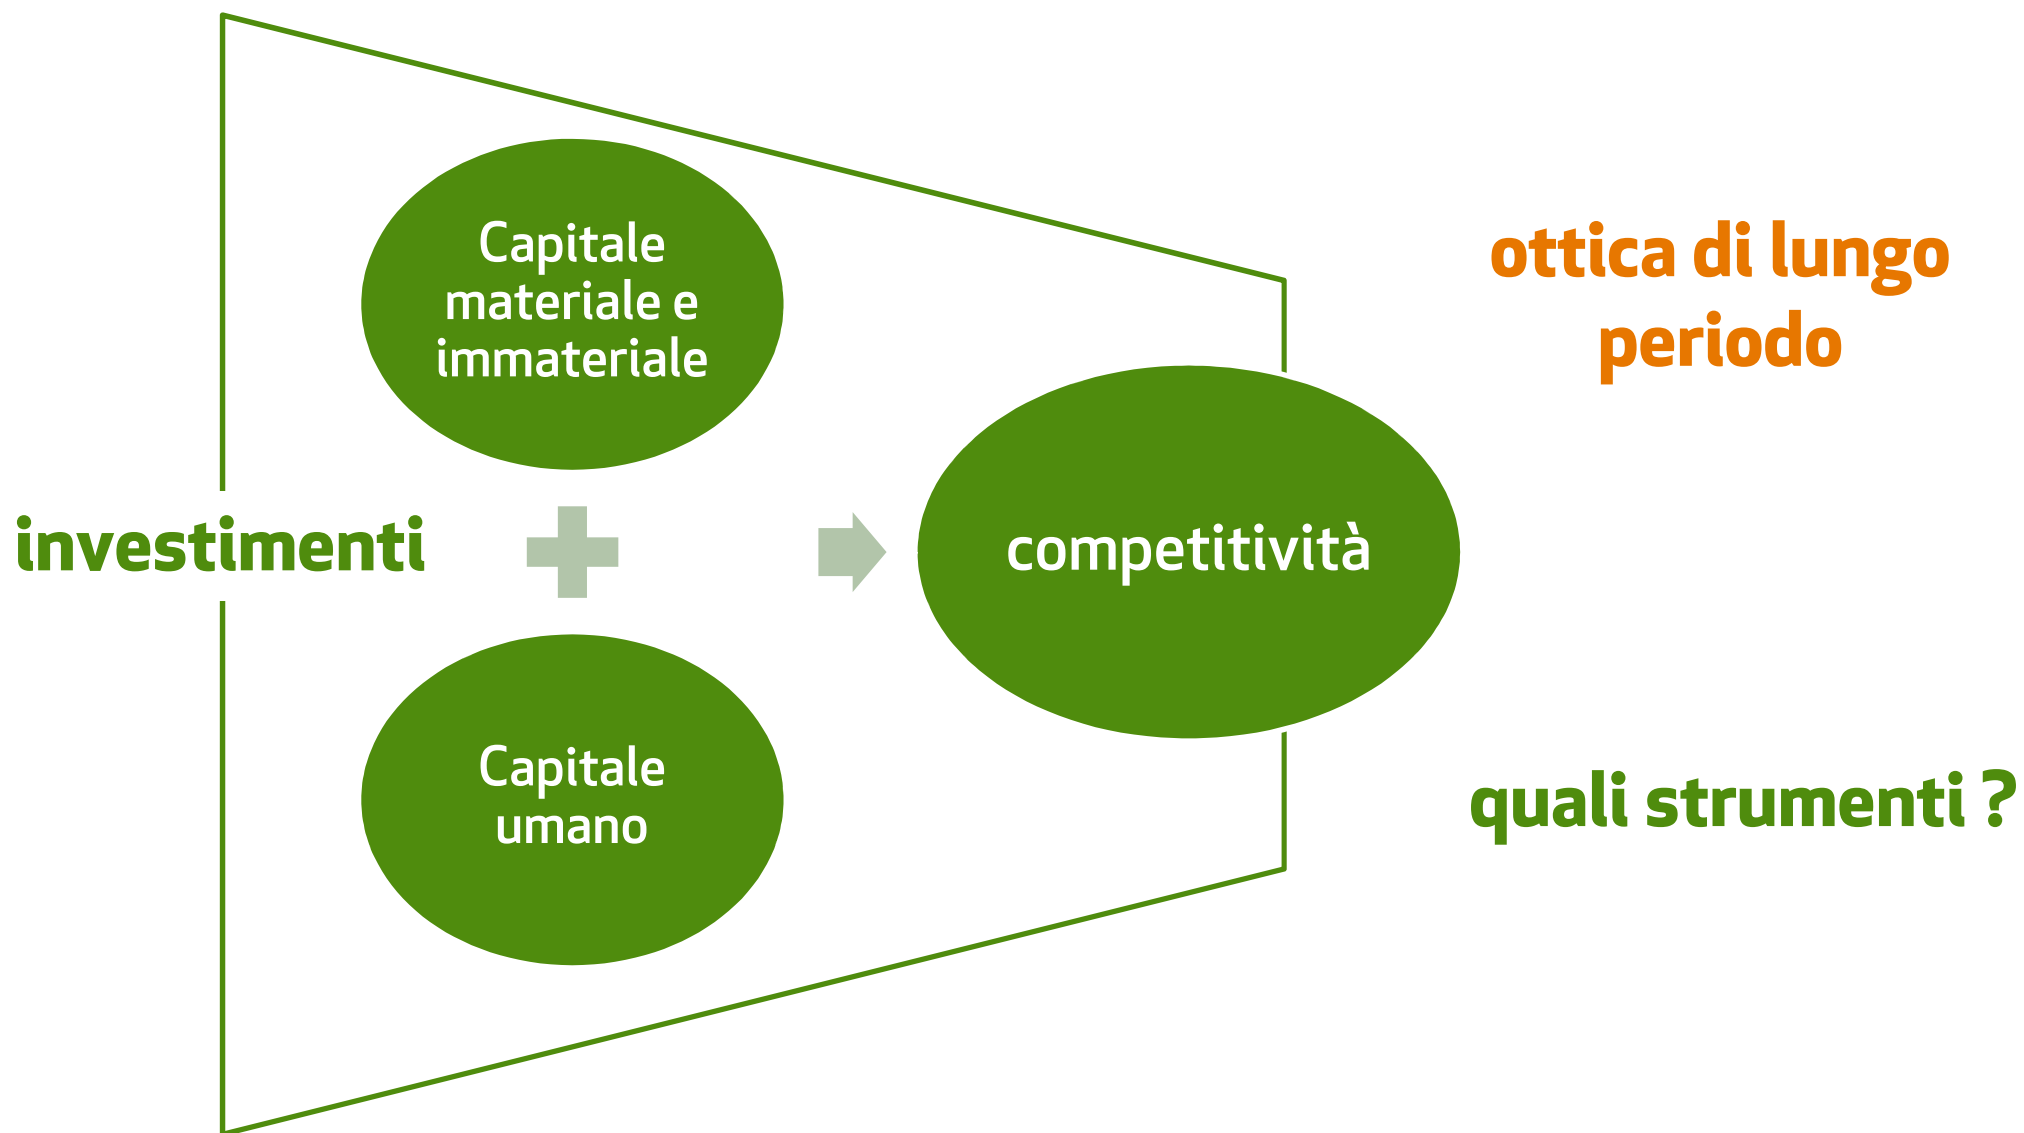 Capitale
materiale e
immateriale
investimenti
Capitale
umano
competitività
ottica di lungo
periodo
quali strumenti ?